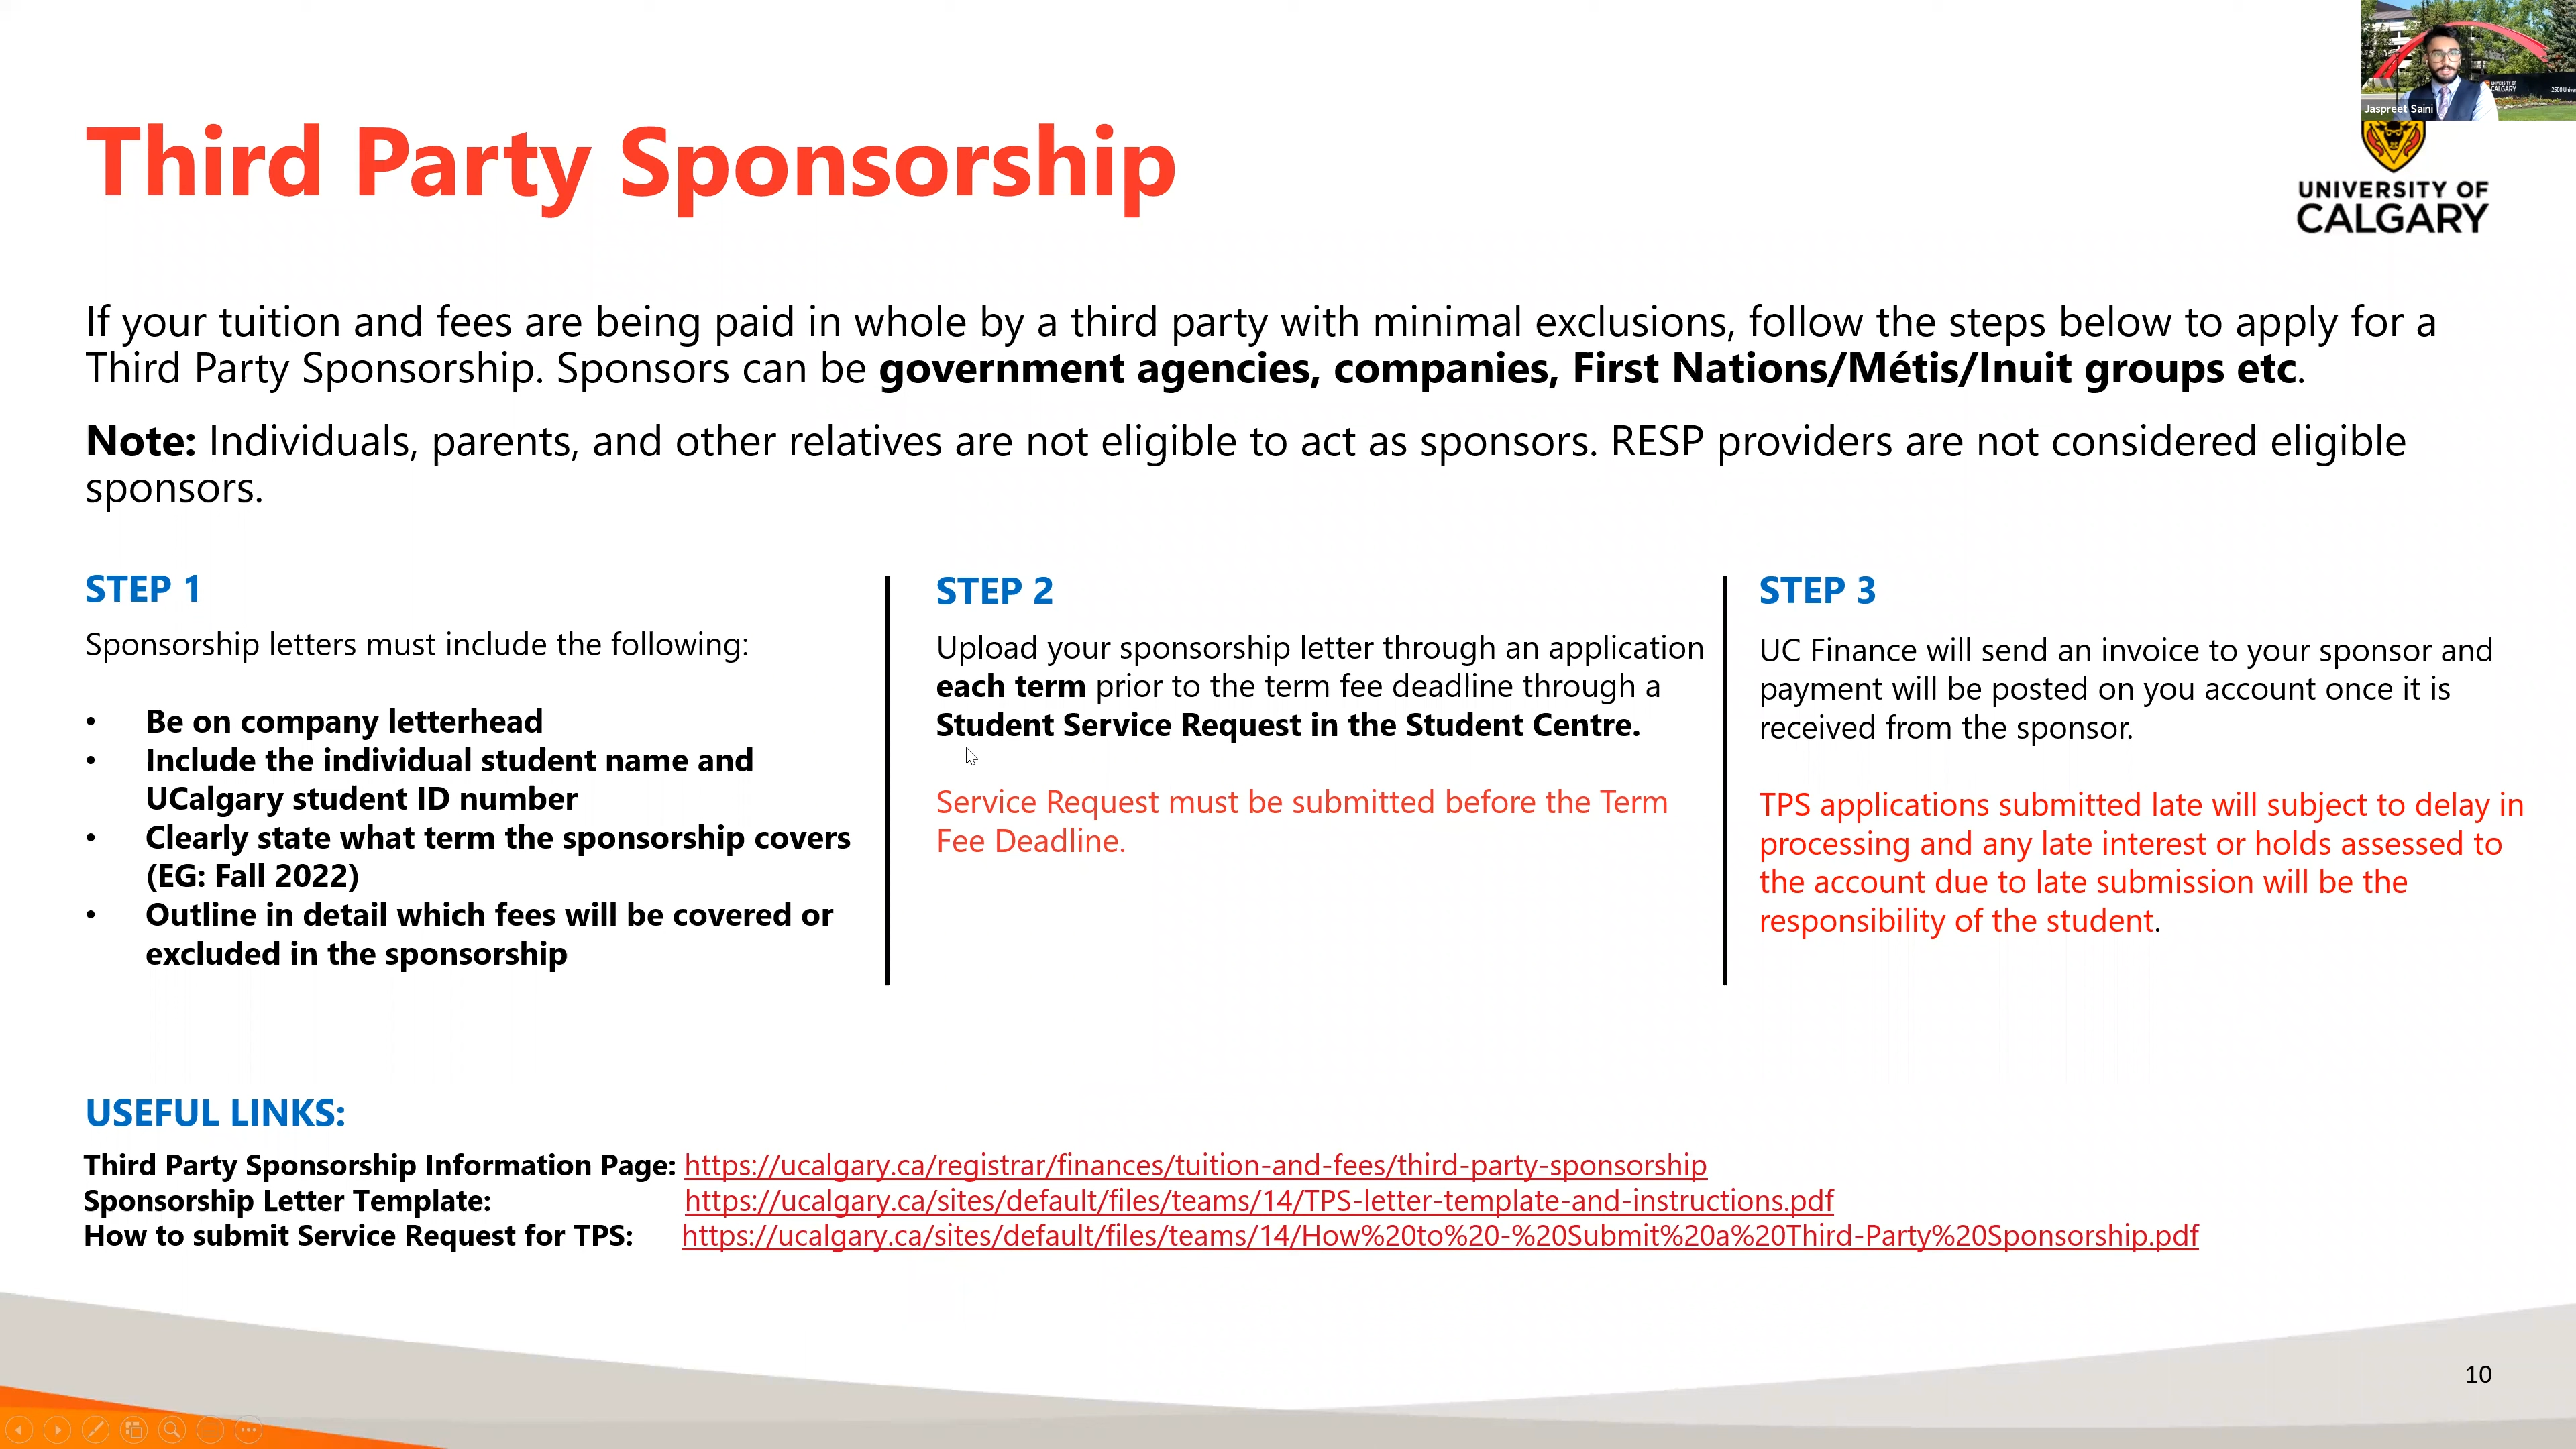 Jaspreet Saini
UNIVERSITY OF
CALGARY
Third Party Sponsorship
UNIVERSITY OF
CALGARY
If your tuition and fees are being paid in whole by a third party with minimal exclusions, follow the steps below to apply for a
Third Party Sponsorship. Sponsors can be government agencies, companies, First Nations/Métis/Inuit groups etc.
Note: Individuals, parents, and other relatives are not eligible to act as sponsors. RESP providers are not considered eligible
sponsors.
STEP 1
Sponsorship letters must include the following:
• Be on company letterhead
• Include the individual student name and
UCalgary student ID number
• Clearly state what term the sponsorship covers
(EG: Fall 2022)
• Outline in detail which fees will be covered or
excluded in the sponsorship
STEP 2
Upload your sponsorship letter through an application
each term prior to the term fee deadline through a
Student Service Request in the Student Centre.
Service Request must be submitted before the Term
Fee Deadline.
STEP 3
UC Finance will send an invoice to your sponsor and
payment will be posted on you account once it is
received from the sponsor.
TPS applications submitted late will subject to delay in
processing and any late interest or holds assessed to
the account due to late submission will be the
responsibility of the student.
USEFUL LINKS:
Third Party Sponsorship Information Page: https://ucalgary.ca/registrar/finances/tuition-and-fees/third-party-sponsorship
Sponsorship Letter Template: https://ucalgary.ca/sites/default/files/teams/14/TPS-letter-template-and-instructions.pdf
How to submit Service Request for TPS: https://ucalgary.ca/sites/default/files/teams/14/How%20to%20-%20Submit%20a%20Third-Party%20Sponsorship.pdf
10